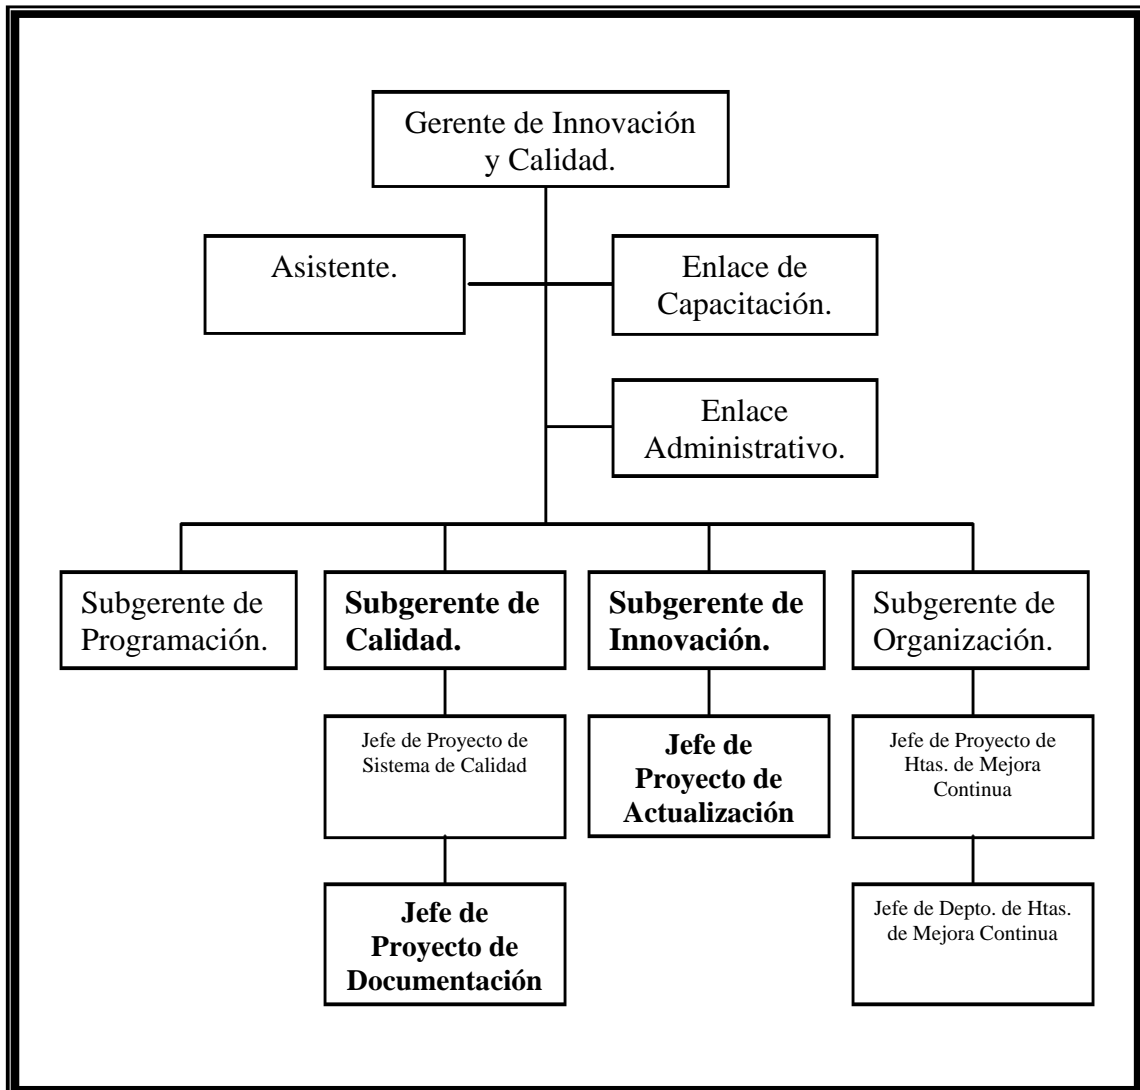 Gerente de Innovación
y Calidad.
Asistente.
Enlace de
Capacitación.
Enlace
Administrativo.
Subgerente de
Programación.
Subgerente de
Calidad.
Subgerente de
Innovación.
Subgerente de
Organización.
Jefe de Proyecto de
Sistema de Calidad
Jefe de
Proyecto de
Actualización
Jefe de Proyecto de
Htas. de Mejora
Continua
Jefe de
Proyecto de
Documentación
Jefe de Depto. de Htas.
de Mejora Continua